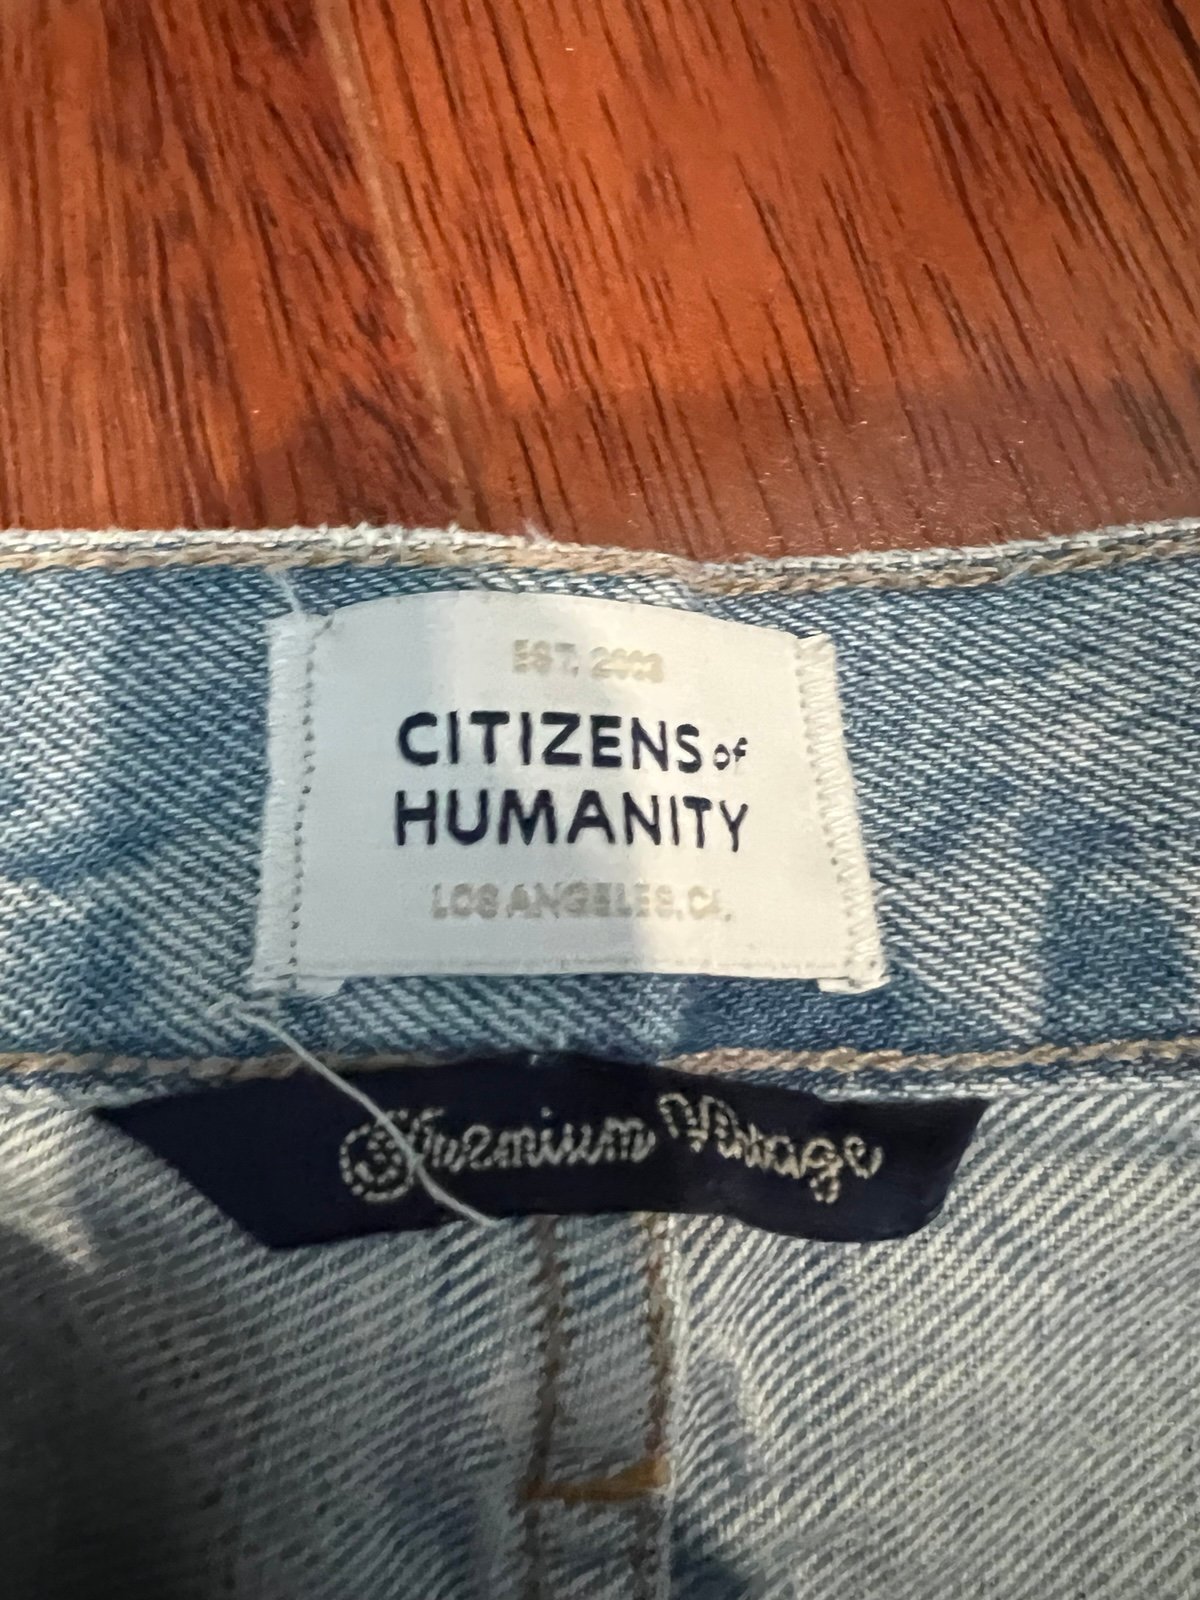 EST. 2003
CITIZENS of
HUMANITY
LOS ANGELES, CA.
Premium Vintage